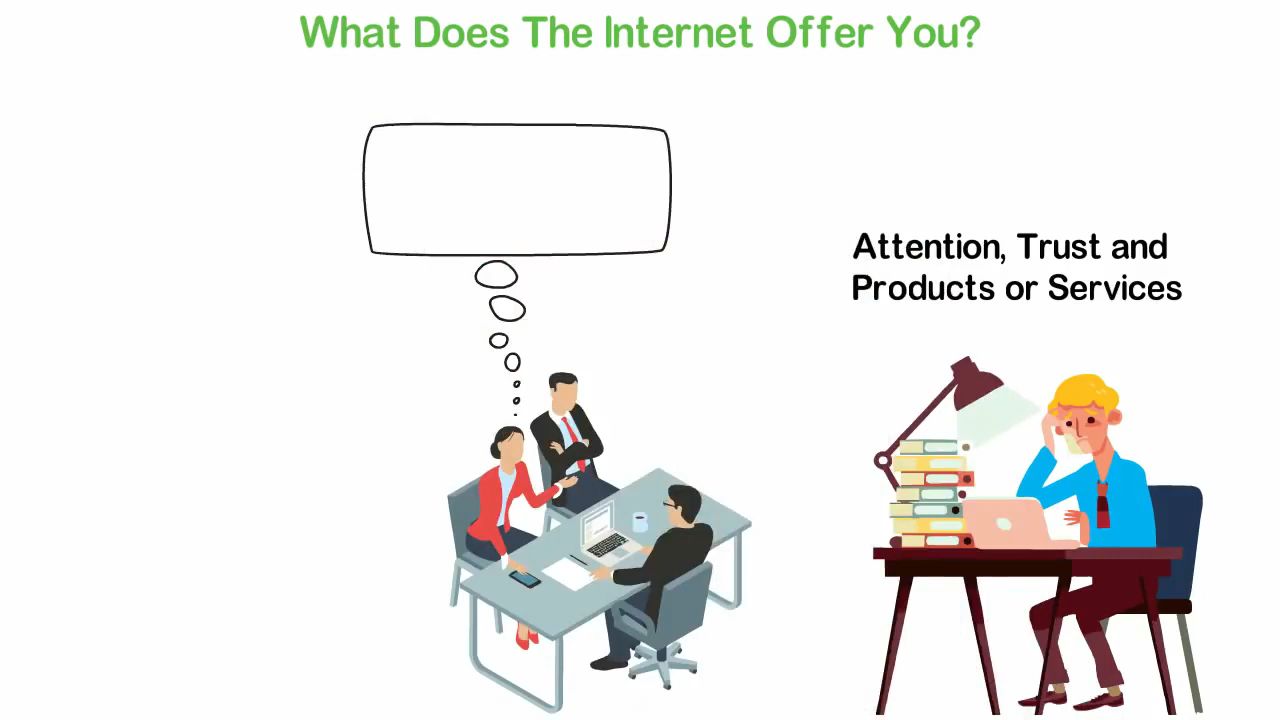 What Does The Internet Offer You?
Attention, Trust and
Products or Services